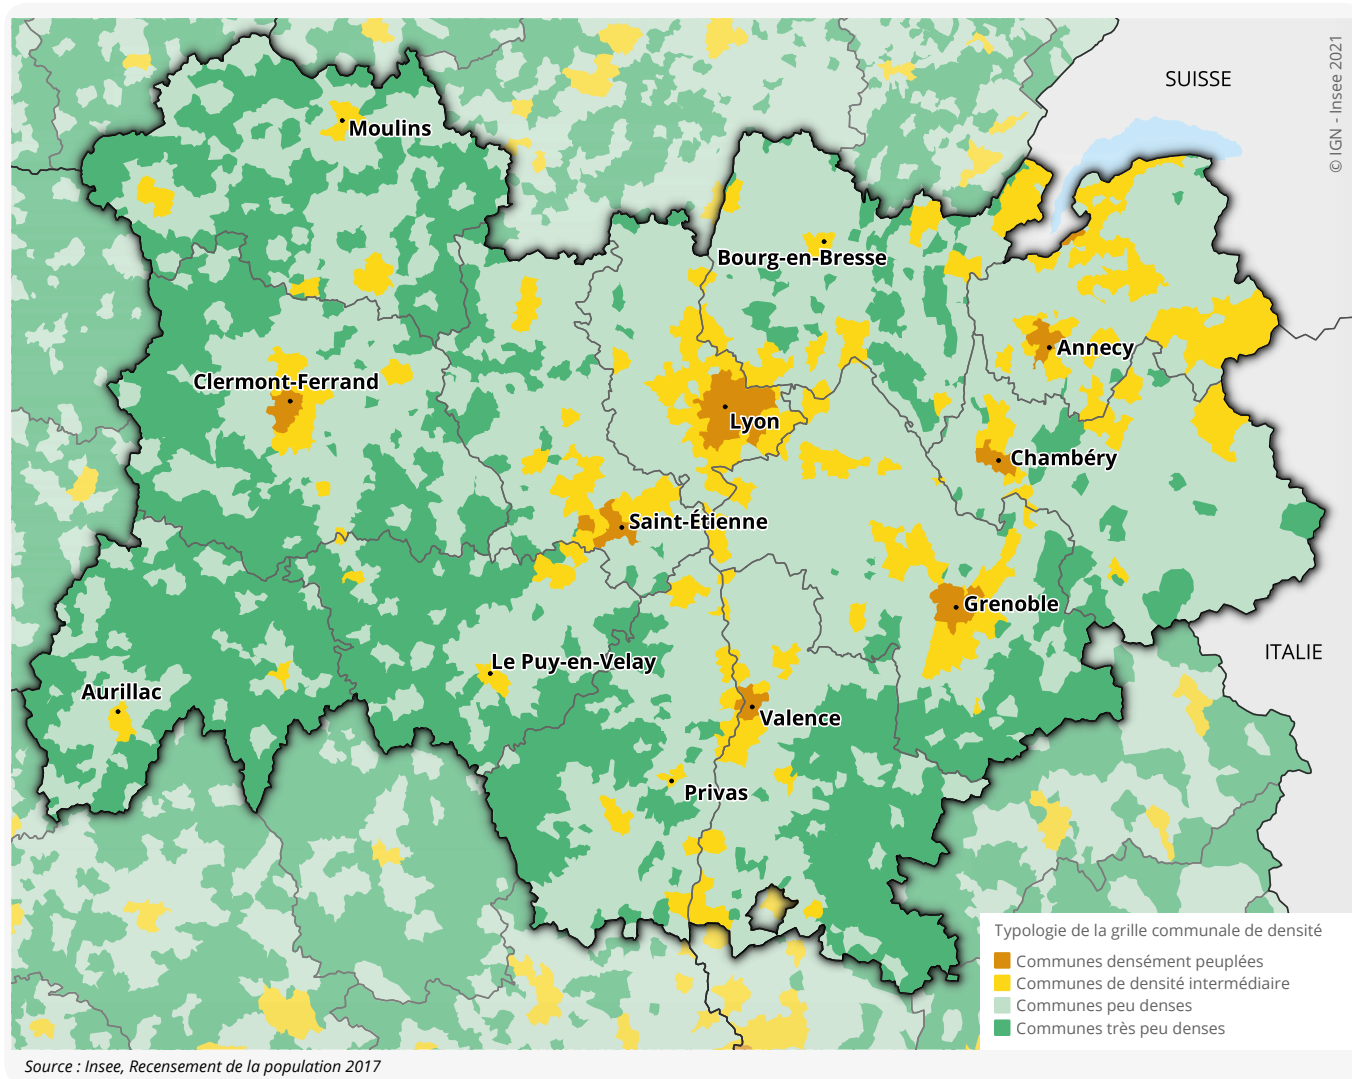 SUISSE
© IGN - Insee 2021
Moulins
Bourg-en-Bresse
Annecy
Clermont-Ferrand
Lyon
Chambéry
Saint-Étienne
Grenoble
ITALIE
Le Puy-en-Velay
Aurillac
Valence
Privas
Typologie de la grille communale de densité
Communes densément peuplées
Communes de densité intermédiaire
Communes peu denses
Communes très peu denses
Source : Insee, Recensement de la population 2017